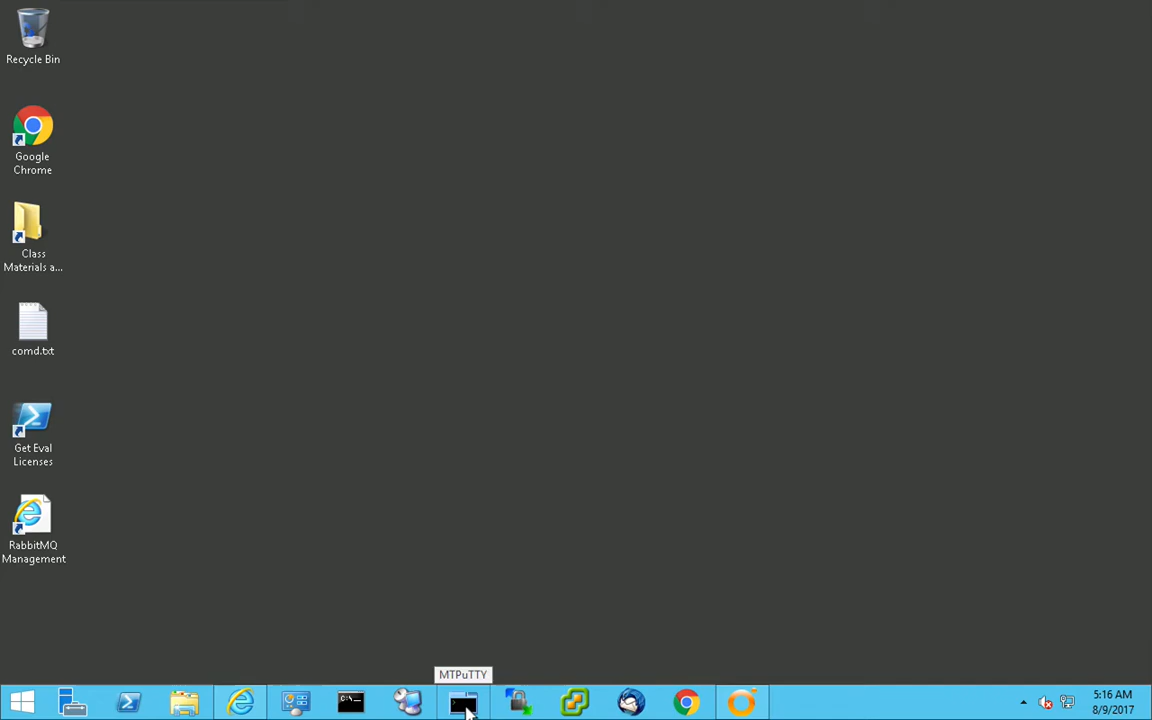 Recycle Bin
Google
Chrome
Class
Materials a...
comd.txt
Get Eval
Licenses
RabbitMQ
Management
MTPuTTY
C:\_
5:16 AM
8/9/2017